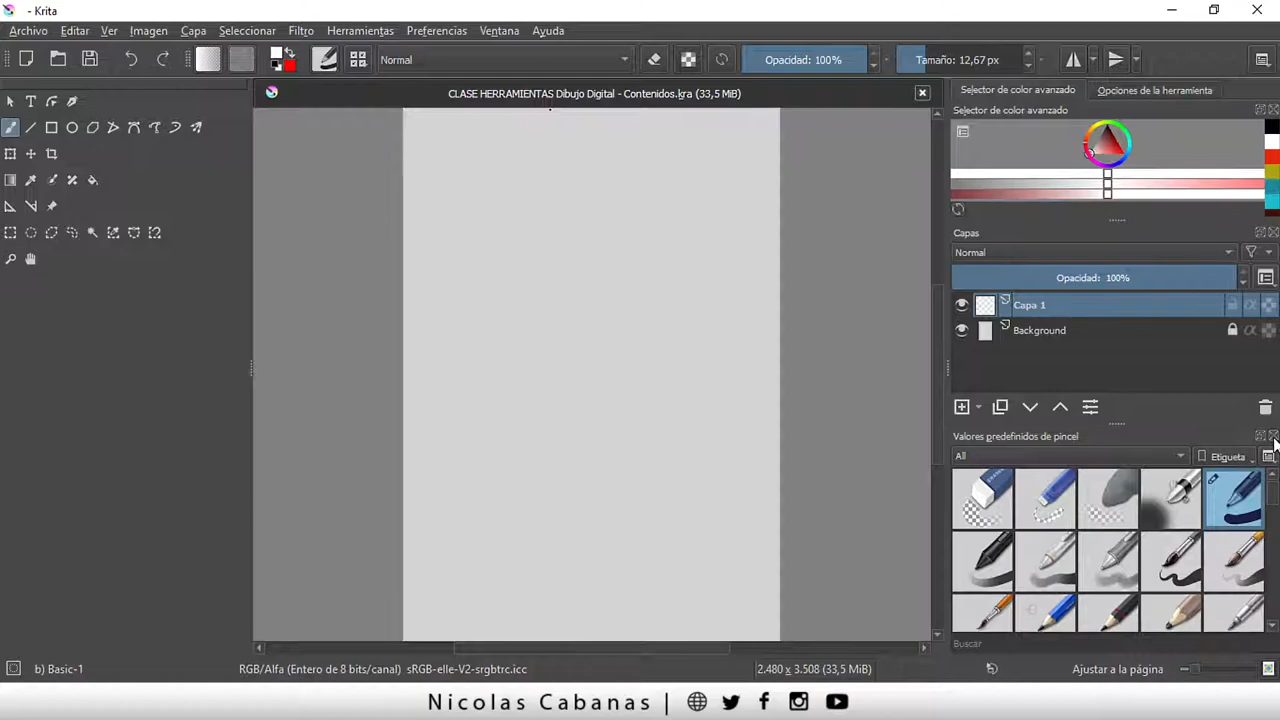 - Krita
Archivo Editar Ver Imagen Capa Seleccionar Filtro Herramientas Preferencias Ventana Ayuda
Normal Opacidad: 100% Tamaño: 12,67 px
CLASE HERRAMIENTAS Dibujo Digital - Contenidos.kra (33,5 MiB)
Selector de color avanzado Opciones de la herramienta
Selector de color avanzado
Capas
Normal
Opacidad: 100%
Capa 1
Background
Valores predefinidos de pincel
All Etiqueta
Buscar
b) Basic-1 RGB/Alfa (Entero de 8 bits/canal) sRGB-elle-V2-srgbtrc.icc 2.480 x 3.508 (33,5 MiB) Ajustar a la página
Nicolas Cabanas |